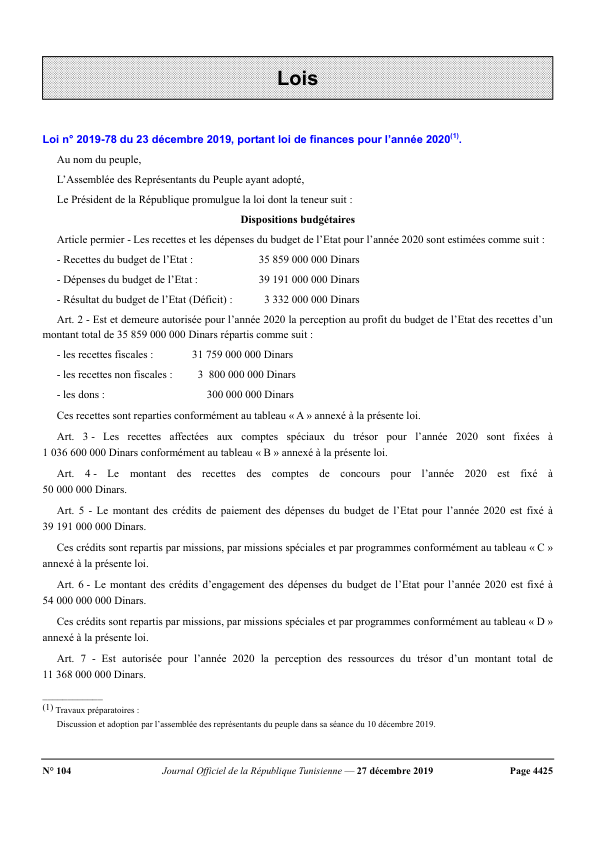 Lois
Loi n° 2019-78 du 23 décembre 2019, portant loi de finances pour l’année 2020(1).
Au nom du peuple,
L’Assemblée des Représentants du Peuple ayant adopté,
Le Président de la République promulgue la loi dont la teneur suit :
Dispositions budgétaires
Article permier - Les recettes et les dépenses du budget de l’Etat pour l’année 2020 sont estimées comme suit :
- Recettes du budget de l’Etat : 35 859 000 000 Dinars
- Dépenses du budget de l’Etat : 39 191 000 000 Dinars
- Résultat du budget de l’Etat (Déficit) : 3 332 000 000 Dinars
Art. 2 - Est et demeure autorisée pour l’année 2020 la perception au profit du budget de l’Etat des recettes d’un
montant total de 35 859 000 000 Dinars répartis comme suit :
- les recettes fiscales : 31 759 000 000 Dinars
- les recettes non fiscales : 3 800 000 000 Dinars
- les dons : 300 000 000 Dinars
Ces recettes sont reparties conformément au tableau « A » annexé à la présente loi.
Art. 3 - Les recettes affectées aux comptes spéciaux du trésor pour l’année 2020 sont fixées à
1 036 600 000 Dinars conformément au tableau « B » annexé à la présente loi.
Art. 4 - Le montant des recettes des comptes de concours pour l’année 2020 est fixé à
50 000 000 Dinars.
Art. 5 - Le montant des crédits de paiement des dépenses du budget de l’Etat pour l’année 2020 est fixé à
39 191 000 000 Dinars.
Ces crédits sont repartis par missions, par missions spéciales et par programmes conformément au tableau « C »
annexé à la présente loi.
Art. 6 - Le montant des crédits d’engagement des dépenses du budget de l’Etat pour l’année 2020 est fixé à
54 000 000 000 Dinars.
Ces crédits sont repartis par missions, par missions spéciales et par programmes conformément au tableau « D »
annexé à la présente loi.
Art. 7 - Est autorisée pour l’année 2020 la perception des ressources du trésor d’un montant total de
11 368 000 000 Dinars.
(1) Travaux préparatoires :
Discussion et adoption par l’assemblée des représentants du peuple dans sa séance du 10 décembre 2019.
N° 104 Journal Officiel de la République Tunisienne — 27 décembre 2019 Page 4425